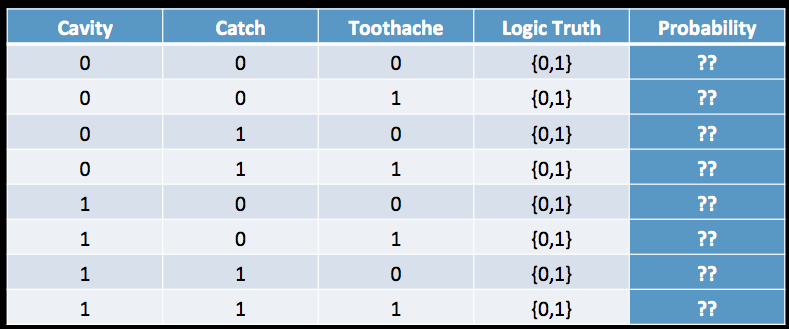 Cavity Catch Toothache Logic Truth Probability
0 0 0 {0,1} ??
0 0 1 {0,1} ??
0 1 0 {0,1} ??
0 1 1 {0,1} ??
1 0 0 {0,1} ??
1 0 1 {0,1} ??
1 1 0 {0,1} ??
1 1 1 {0,1} ??